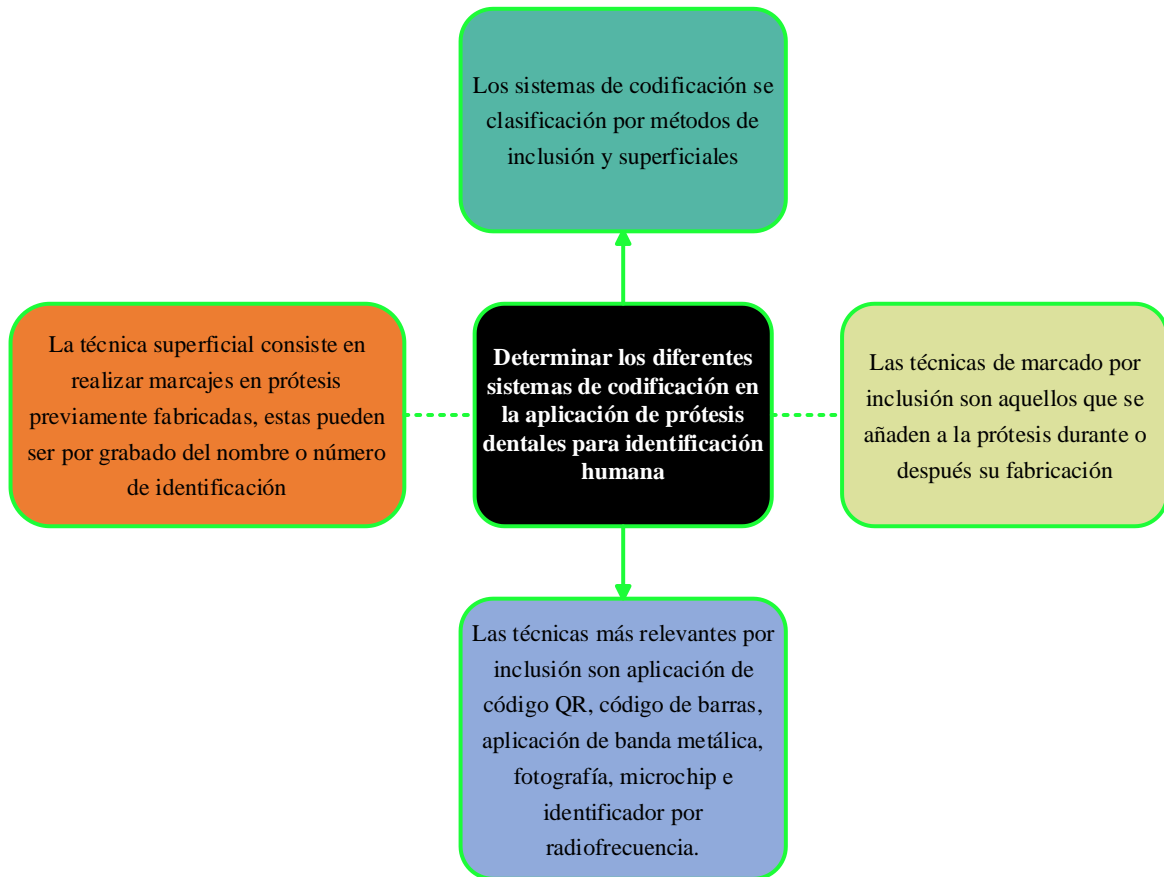 Los sistemas de codificación se
clasificación por métodos de
inclusión y superficiales
La técnica superficial consiste en
realizar marcajes en prótesis
previamente fabricadas, estas pueden
ser por grabado del nombre o número
de identificación
Determinar los diferentes
sistemas de codificación en
la aplicación de prótesis
dentales para identificación
humana
Las técnicas de marcado por
inclusión son aquellos que se
añaden a la prótesis durante o
después su fabricación
Las técnicas más relevantes por
inclusión son aplicación de
código QR, código de barras,
aplicación de banda metálica,
fotografía, microchip e
identificador por
radiofrecuencia.